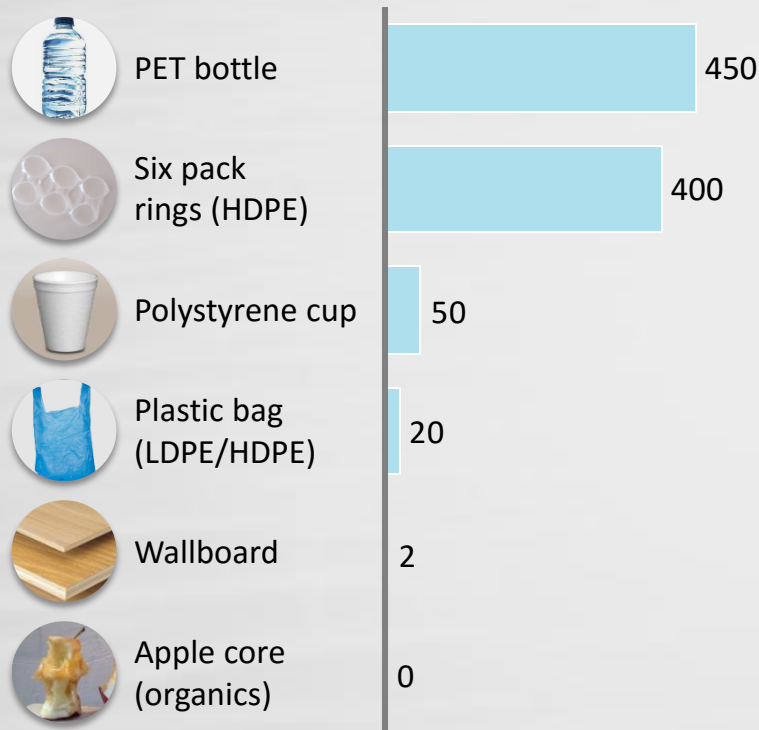 PET bottle
450
Six pack
rings (HDPE)
400
Polystyrene cup
50
Plastic bag
(LDPE/HDPE)
20
Wallboard
2
Apple core
(organics)
0